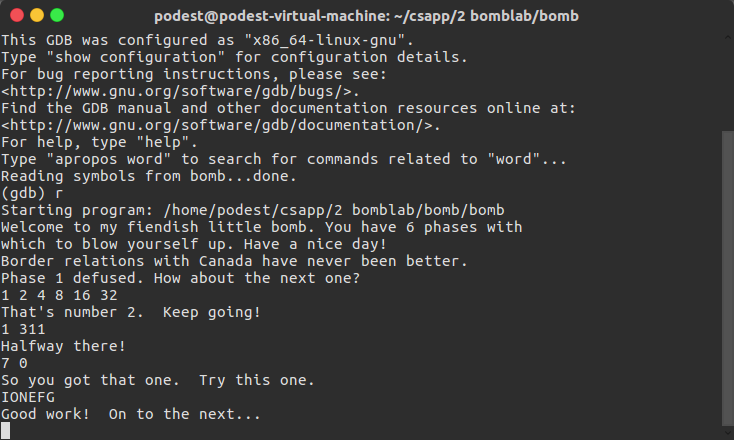 podest@podest-virtual-machine: ~/csapp/2 bomblab/bomb
This GDB was configured as "x86_64-linux-gnu".
Type "show configuration" for configuration details.
For bug reporting instructions, please see:
<http://www.gnu.org/software/gdb/bugs/>.
Find the GDB manual and other documentation resources online at:
<http://www.gnu.org/software/gdb/documentation/>.
For help, type "help".
Type "apropos word" to search for commands related to "word"...
Reading symbols from bomb...done.
(gdb) r
Starting program: /home/podest/csapp/2 bomblab/bomb/bomb
Welcome to my fiendish little bomb. You have 6 phases with
which to blow yourself up. Have a nice day!
Border relations with Canada have never been better.
Phase 1 defused. How about the next one?
1 2 4 8 16 32
That's number 2.  Keep going!
1 311
Halfway there!
7 0
So you got that one.  Try this one.
IONEFG
Good work!  On to the next...